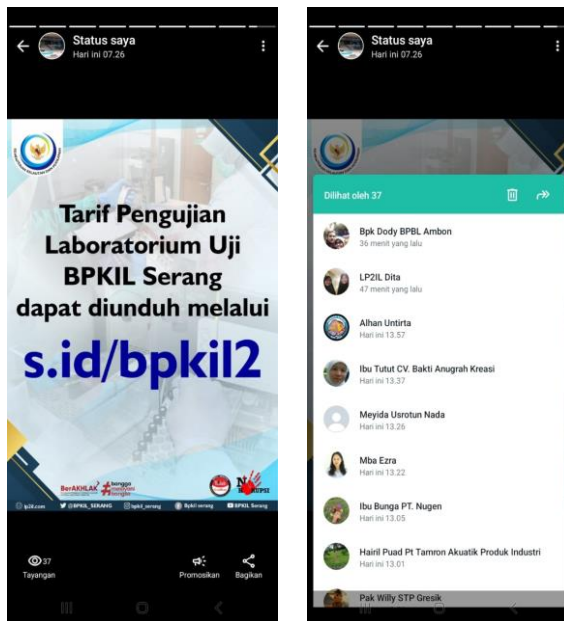 Status saya
Hari ini 07.26
Tarif Pengujian
Laboratorium Uji
BPKIL Serang
dapat diunduh melalui
s.id/bpkil2
BerAKHLAK
#bangga
melayani
bangsa
@BPKIL_SERANG
bpkil_serang
Bpkil serang
BPKIL Serang
37
Tayangan
Promosikan
Bagikan
Status saya
Hari ini 07.26
Dilihat oleh 37
Bpk Dody BPBL Ambon
36 menit yang lalu
LP2IL Dita
47 menit yang lalu
Alhan Untirta
Hari ini 13.57
Ibu Tutut CV. Bakti Anugrah Kreasi
Hari ini 13.37
Meyida Usrotun Nada
Hari ini 13.26
Mba Ezra
Hari ini 13.22
Ibu Bunga PT. Nugen
Hari ini 13.05
Hairil Puad Pt Tamron Akuatik Produk Industri
Hari ini 13.01
Pak Willy STP Gresik